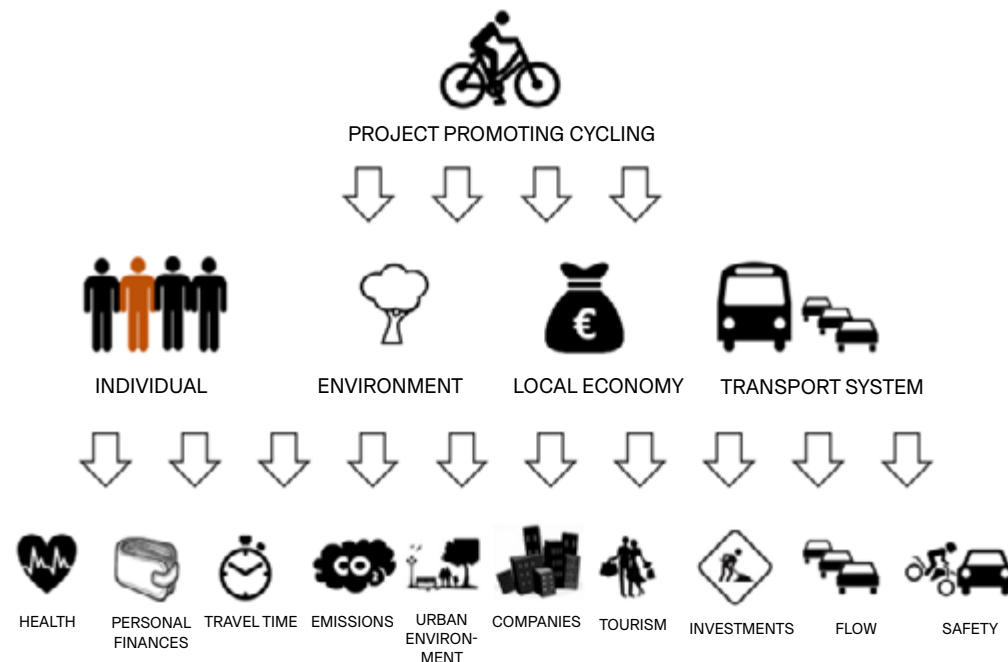 PROJECT PROMOTING CYCLING
€
INDIVIDUAL
ENVIRONMENT
LOCAL ECONOMY
TRANSPORT SYSTEM
CO₂
HEALTH
PERSONAL
FINANCES
TRAVEL TIME
EMISSIONS
URBAN
ENVIRON-
MENT
COMPANIES
TOURISM
INVESTMENTS
FLOW
SAFETY